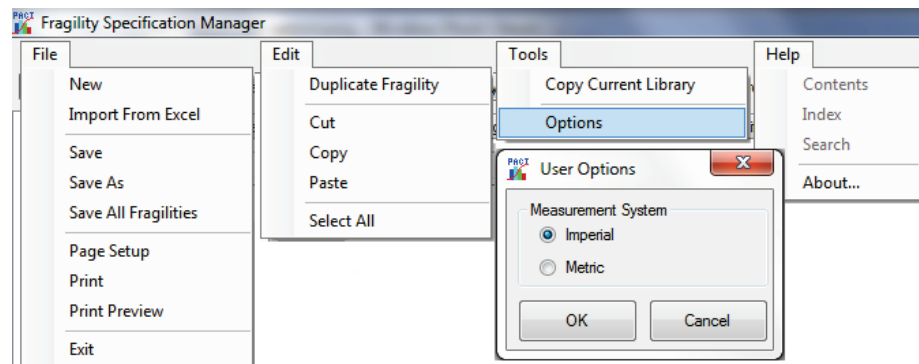 PACT Fragility Specification Manager
File Edit Tools Help
New
Import From Excel
Save
Save As
Save All Fragilities
Page Setup
Print
Print Preview
Exit
Duplicate Fragility
Cut
Copy
Paste
Select All
Copy Current Library
Options
PACT User Options
Measurement System
Imperial
Metric
OK Cancel
Contents
Index
Search
About...